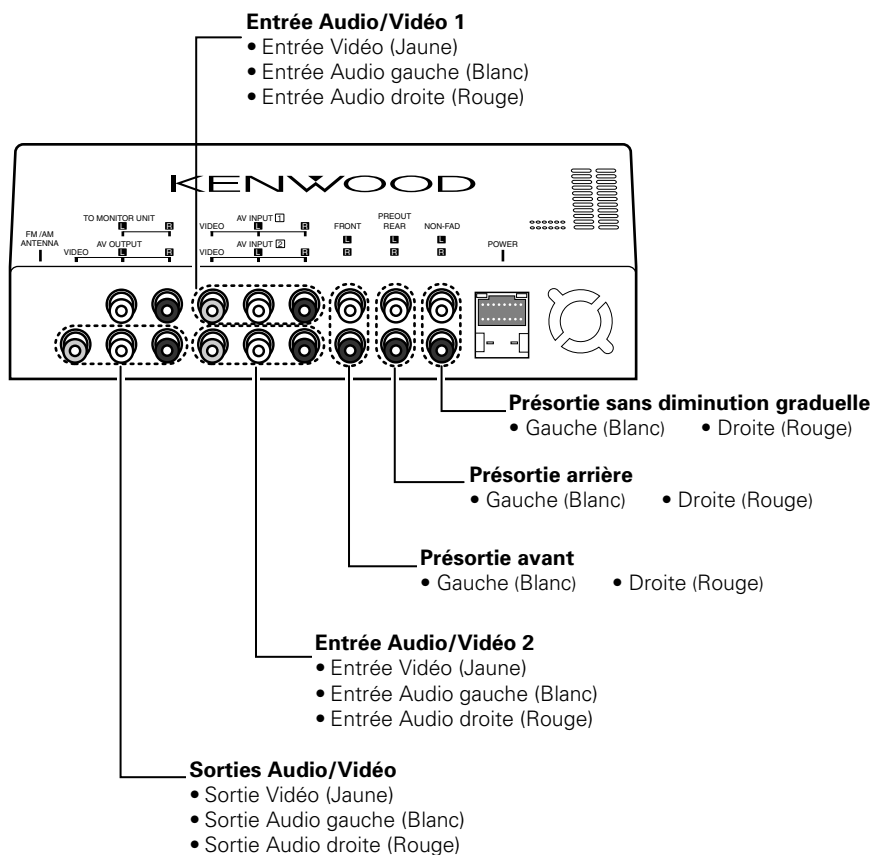 Entrée Audio/Vidéo 1
• Entrée Vidéo (Jaune)
• Entrée Audio gauche (Blanc)
• Entrée Audio droite (Rouge)
KENWOOD
FM/AM
ANTENNA
TO MONITOR UNIT
L R
AV OUTPUT
VIDEO L R
AV INPUT 1
VIDEO L R
AV INPUT 2
VIDEO L R
FRONT
L
R
PREOUT
REAR
L
R
NON-FAD
L
R
POWER
Présortie sans diminution graduelle
• Gauche (Blanc) • Droite (Rouge)
Présortie arrière
• Gauche (Blanc) • Droite (Rouge)
Présortie avant
• Gauche (Blanc) • Droite (Rouge)
Entrée Audio/Vidéo 2
• Entrée Vidéo (Jaune)
• Entrée Audio gauche (Blanc)
• Entrée Audio droite (Rouge)
Sorties Audio/Vidéo
• Sortie Vidéo (Jaune)
• Sortie Audio gauche (Blanc)
• Sortie Audio droite (Rouge)